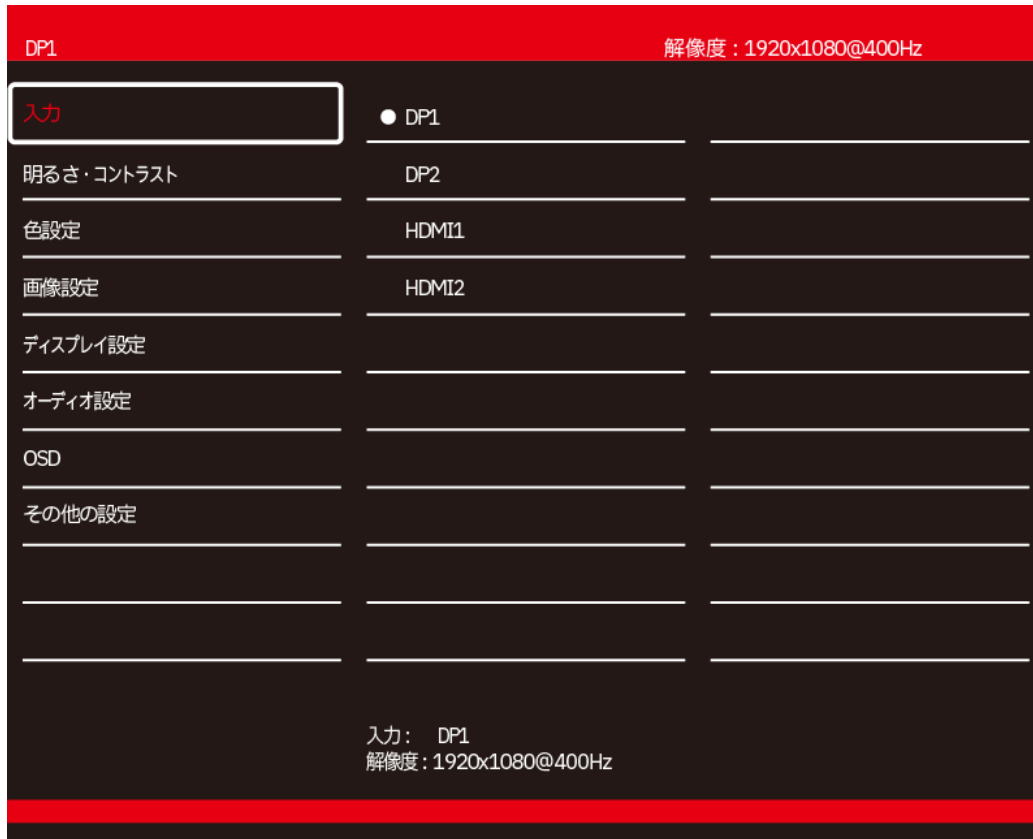 DP1 解像度 : 1920x1080@400Hz
入力
明るさ・コントラスト
色設定
画像設定
ディスプレイ設定
オーディオ設定
OSD
その他の設定
DP1
DP2
HDMI1
HDMI2
入力 : DP1
解像度 : 1920x1080@400Hz